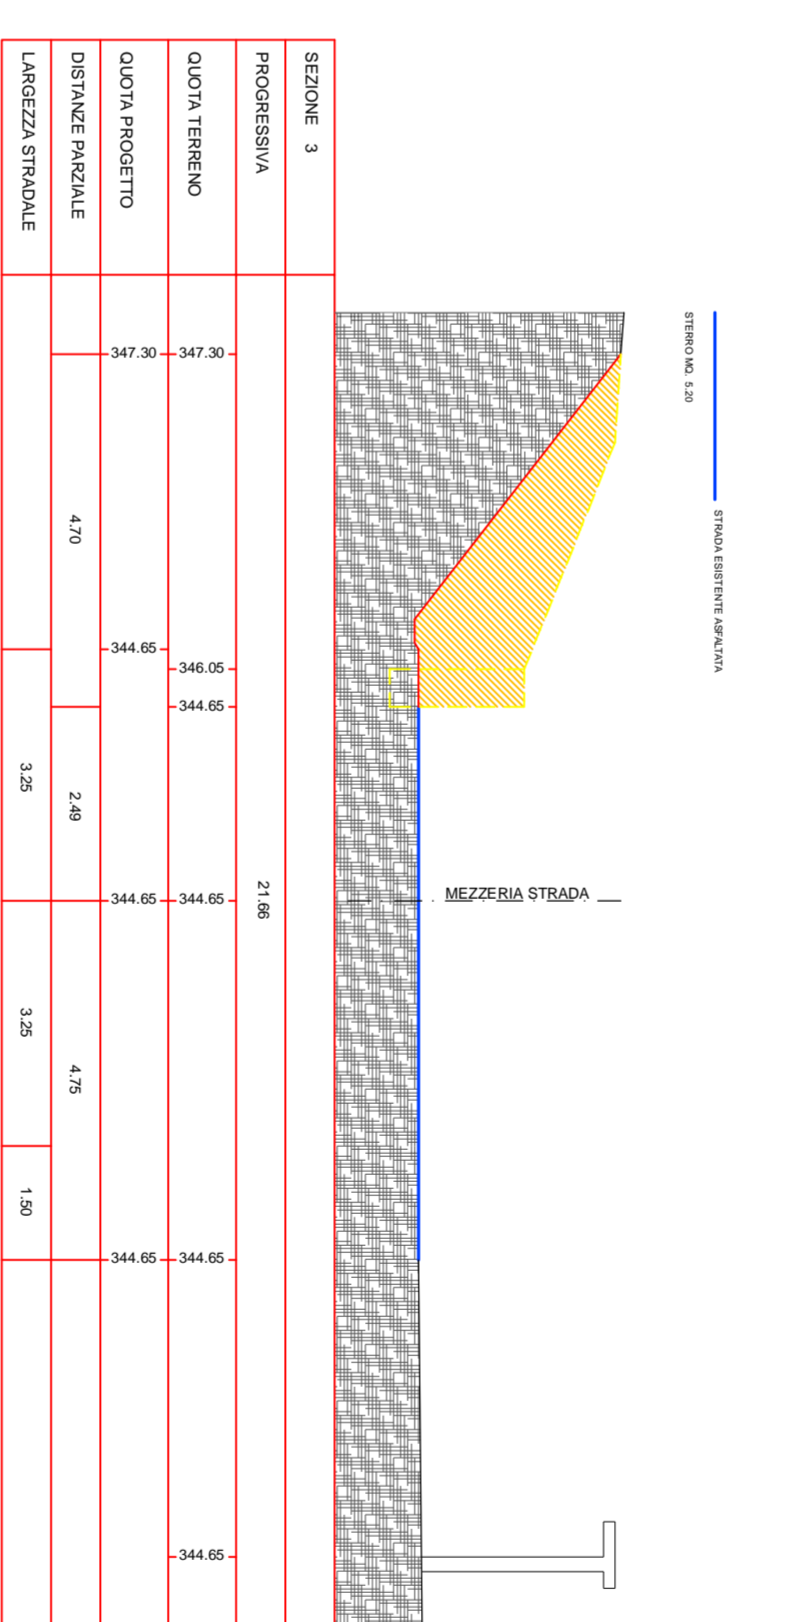 STERRO MQ. 5.20
STRADA ESISTENTE ASFALTATA
MEZZERIA STRADA
SEZIONE 3
PROGRESSIVA 21.66
QUOTA TERRENO 347.30 346.05 344.65 344.65 344.65 344.65
QUOTA PROGETTO 347.30 344.65 344.65 344.65
DISTANZE PARZIALE 4.70 2.49 4.75
LARGEZZA STRADALE 3.25 3.25 1.50